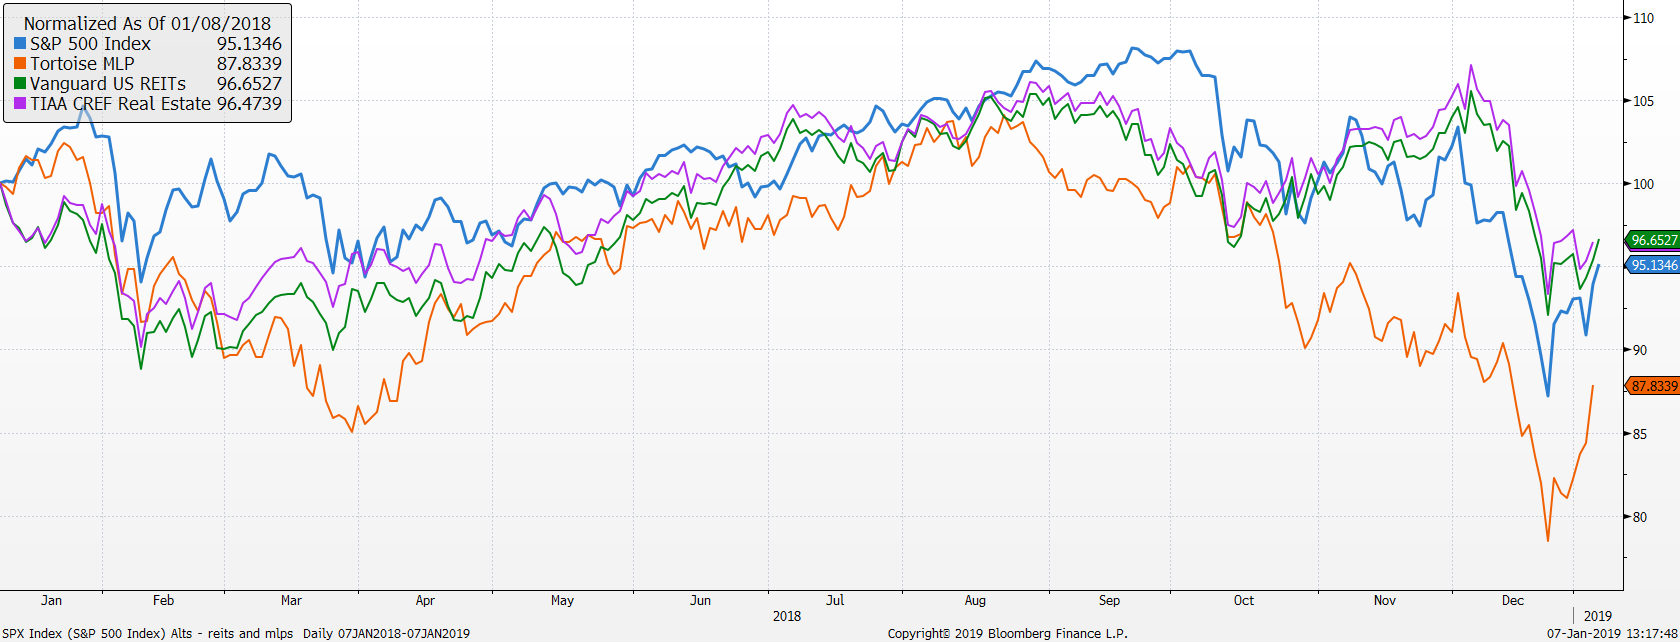 Normalized As Of 01/08/2018
S&P 500 Index 95.1346
Tortoise MLP 87.8339
Vanguard US REITs 96.6527
TIAA CREF Real Estate 96.4739
110
105
100
96.6527
95.1346
90
87.8339
85
80
Jan Feb Mar Apr May Jun Jul Aug Sep Oct Nov Dec
2018 2019
SPX Index (S&P 500 Index) Alts - reits and mlps Daily 07JAN2018-07JAN2019 Copyright© 2019 Bloomberg Finance L.P. 07-Jan-2019 13:17:48